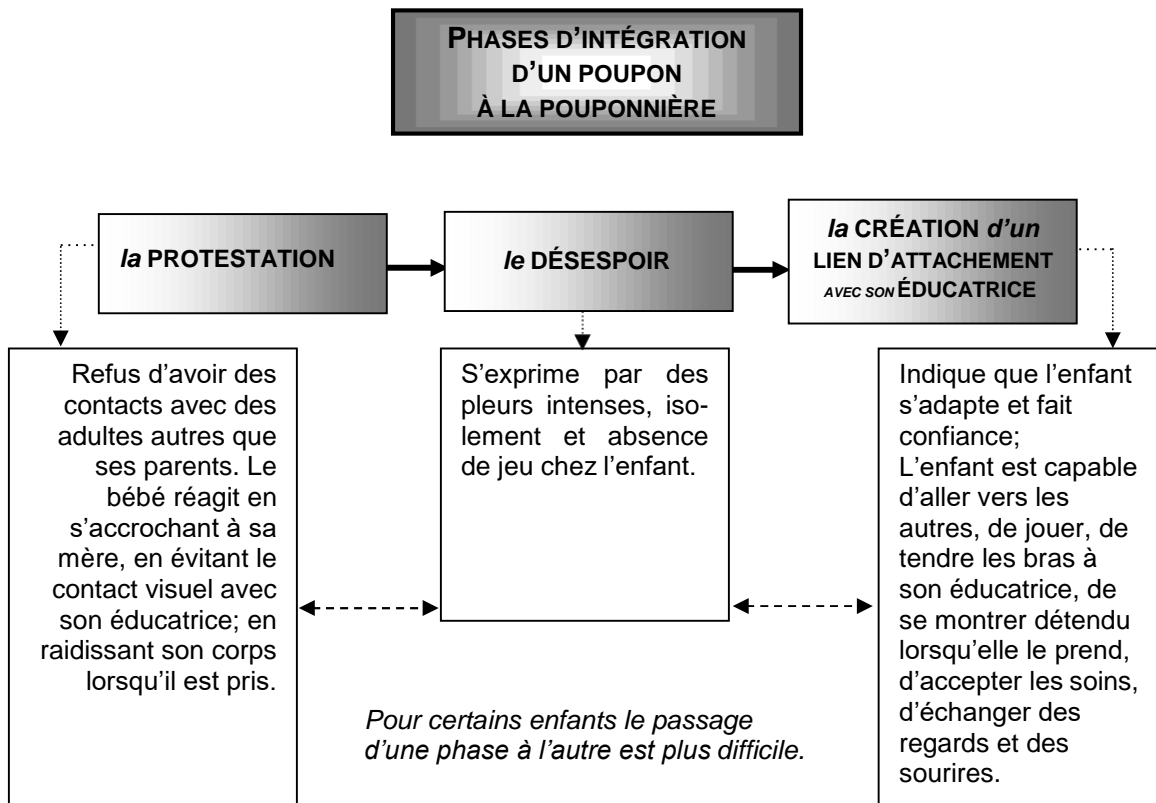 PHASES D’INTÉGRATION
D’UN POUPON
À LA POUPONNIÈRE
la PROTESTATION
le DÉSESPOIR
la CRÉATION d’un
LIEN D’ATTACHEMENT
AVEC SON ÉDUCATRICE
Refus d’avoir des
contacts avec des
adultes autres que
ses parents. Le
bébé réagit en
s’accrochant à sa
mère, en évitant le
contact visuel avec
son éducatrice; en
raidissant son corps
lorsqu’il est pris.
S’exprime par des
pleurs intenses, iso-
lement et absence
de jeu chez l’enfant.
Indique que l’enfant
s’adapte et fait
confiance;
L’enfant est capable
d’aller vers les
autres, de jouer, de
tendre les bras à
son éducatrice, de
se montrer détendu
lorsqu’elle le prend,
d’accepter les soins,
d’échanger des
regards et des
sourires.
Pour certains enfants le passage
d’une phase à l’autre est plus difficile.